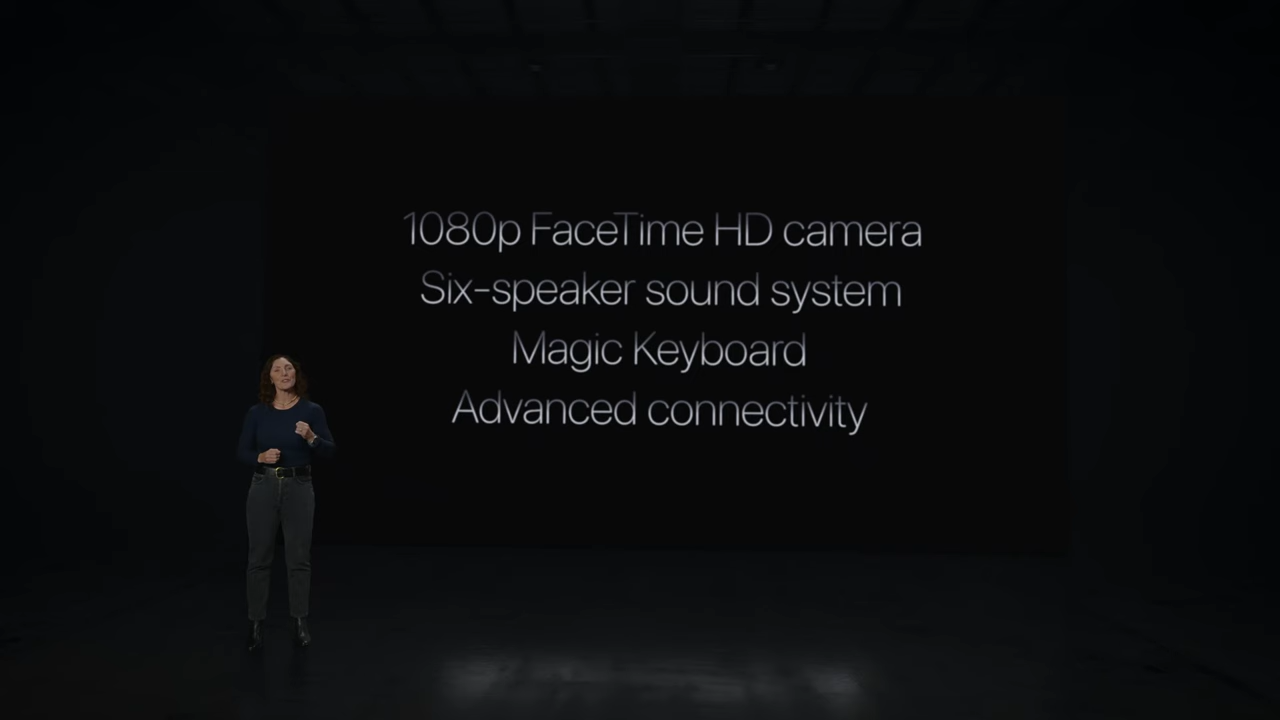 1080p FaceTime HD camera
Six-speaker sound system
Magic Keyboard
Advanced connectivity